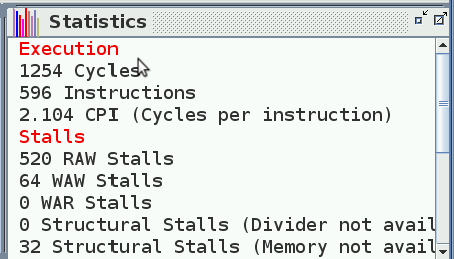 Statistics
Execution
1254 Cycles
596 Instructions
2.104 CPI (Cycles per instruction)
Stalls
520 RAW Stalls
64 WAW Stalls
0 WAR Stalls
0 Structural Stalls (Divider not avail
32 Structural Stalls (Memory not avail